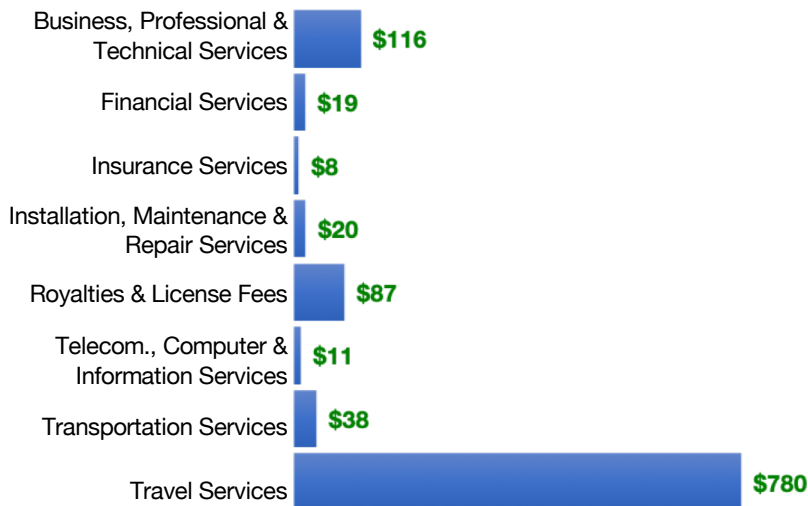 Business, Professional &
Technical Services
$116
Financial Services
$19
Insurance Services
$8
Installation, Maintenance &
Repair Services
$20
Royalties & License Fees
$87
Telecom., Computer &
Information Services
$11
Transportation Services
$38
Travel Services
$780